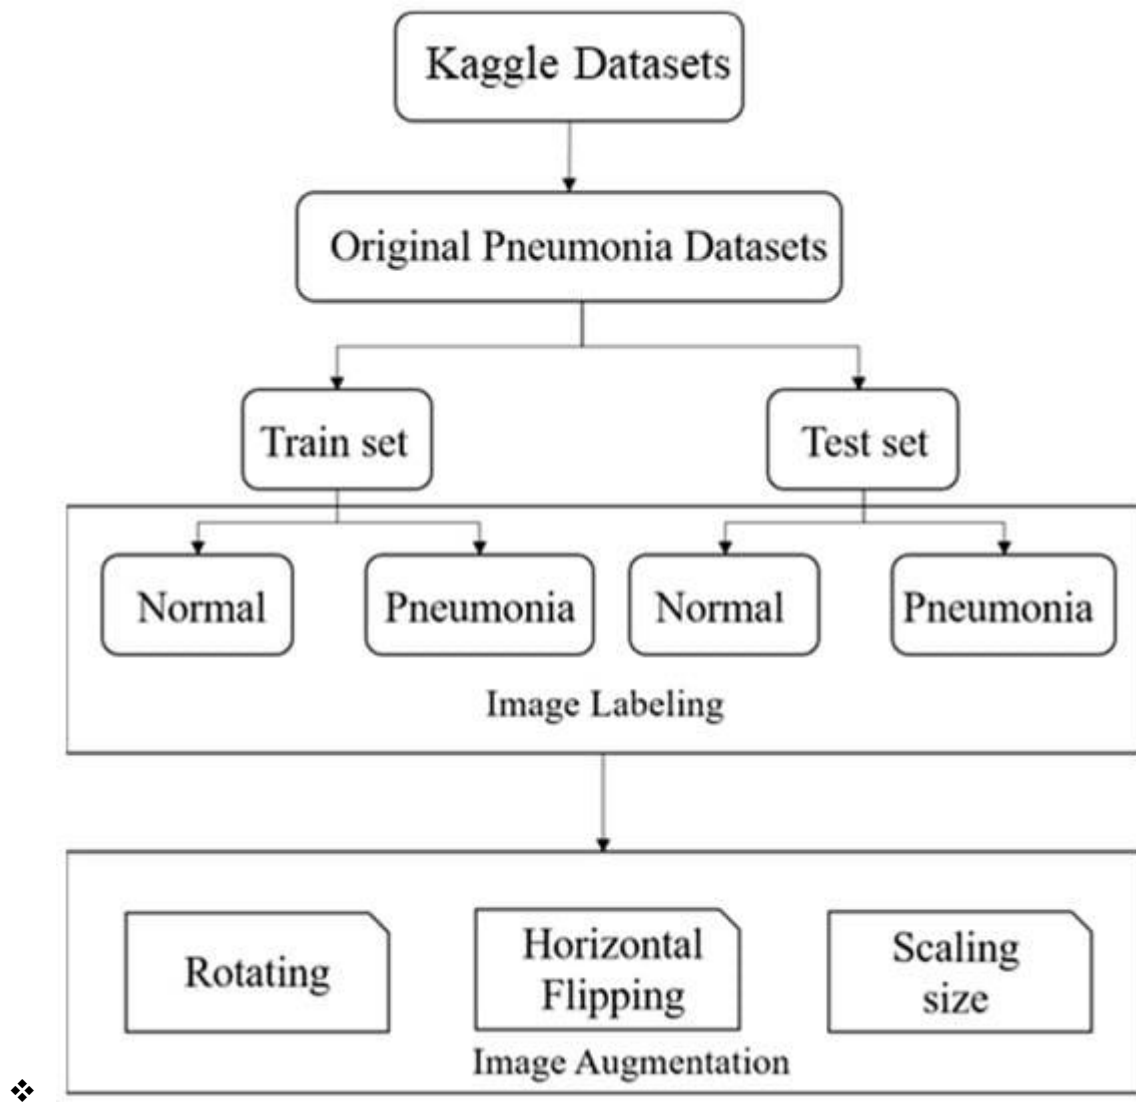 Kaggle Datasets
Original Pneumonia Datasets
Train set
Test set
Normal
Pneumonia
Normal
Pneumonia
Image Labeling
Rotating
Horizontal
Flipping
Scaling
size
Image Augmentation